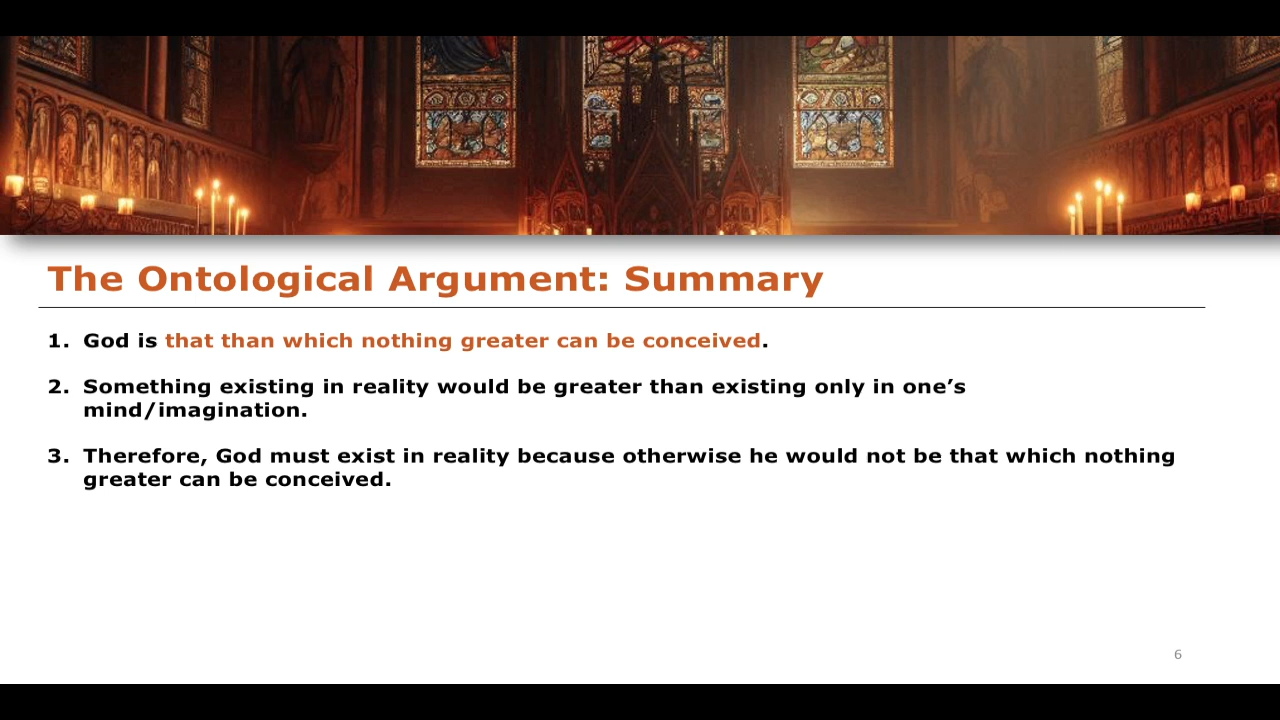 The Ontological Argument: Summary
1. God is that than which nothing greater can be conceived.
2. Something existing in reality would be greater than existing only in one’s
mind/imagination.
3. Therefore, God must exist in reality because otherwise he would not be that which nothing
greater can be conceived.
6